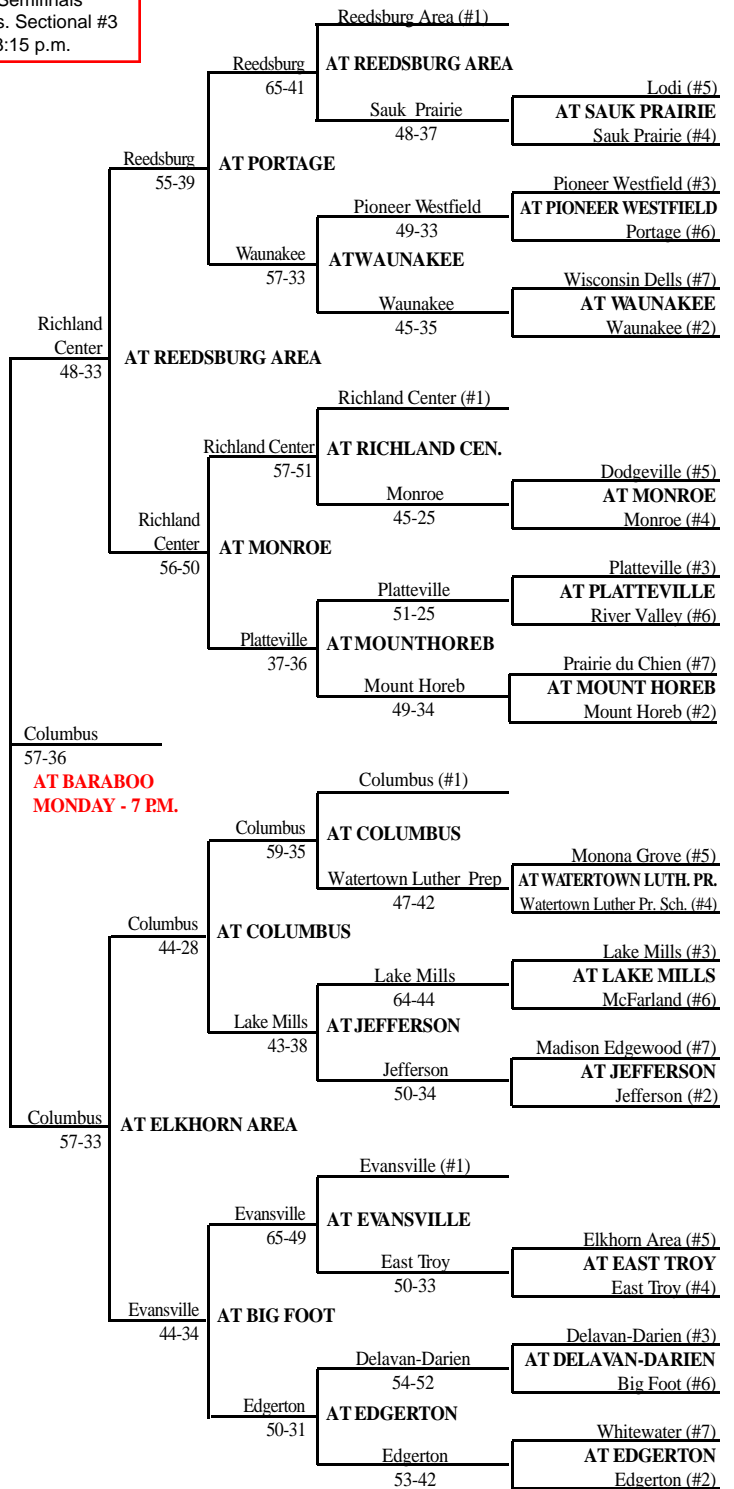 Semifinals
s. Sectional #3
8:15 p.m.
Reedsburg Area (#1)
Reedsburg
65-41
AT REEDSBURG AREA
Lodi (#5)
Sauk Prairie
48-37
AT SAUK PRAIRIE
Sauk Prairie (#4)
Reedsburg
55-39
AT PORTAGE
Pioneer Westfield (#3)
Pioneer Westfield
49-33
AT PIONEER WESTFIELD
Portage (#6)
Waunakee
57-33
AT WAUNAKEE
Wisconsin Dells (#7)
Waunakee
45-35
AT WAUNAKEE
Waunakee (#2)
Richland
Center
48-33
AT REEDSBURG AREA
Richland Center (#1)
Richland Center
57-51
AT RICHLAND CEN.
Dodgeville (#5)
Monroe
45-25
AT MONROE
Monroe (#4)
Richland
Center
56-50
AT MONROE
Platteville (#3)
Platteville
51-25
AT PLATTEVILLE
River Valley (#6)
Platteville
37-36
AT MOUNT HOREB
Prairie du Chien (#7)
Mount Horeb
49-34
AT MOUNT HOREB
Mount Horeb (#2)
Columbus
57-36
AT BARABOO
MONDAY - 7 P.M.
Columbus (#1)
Columbus
59-35
AT COLUMBUS
Monona Grove (#5)
Watertown Luther Prep
47-42
AT WATERTOWN LUTH. PR.
Watertown Luther Pr. Sch. (#4)
Columbus
44-28
AT COLUMBUS
Lake Mills (#3)
Lake Mills
64-44
AT LAKE MILLS
McFarland (#6)
Lake Mills
43-38
AT JEFFERSON
Madison Edgewood (#7)
Jefferson
50-34
AT JEFFERSON
Jefferson (#2)
Columbus
57-33
AT ELKHORN AREA
Evansville (#1)
Evansville
65-49
AT EVANSVILLE
Elkhorn Area (#5)
East Troy
50-33
AT EAST TROY
East Troy (#4)
Evansville
44-34
AT BIG FOOT
Delavan-Darien (#3)
Delavan-Darien
54-52
AT DELAVAN-DARIEN
Big Foot (#6)
Edgerton
50-31
AT EDGERTON
Whitewater (#7)
Edgerton
53-42
AT EDGERTON
Edgerton (#2)